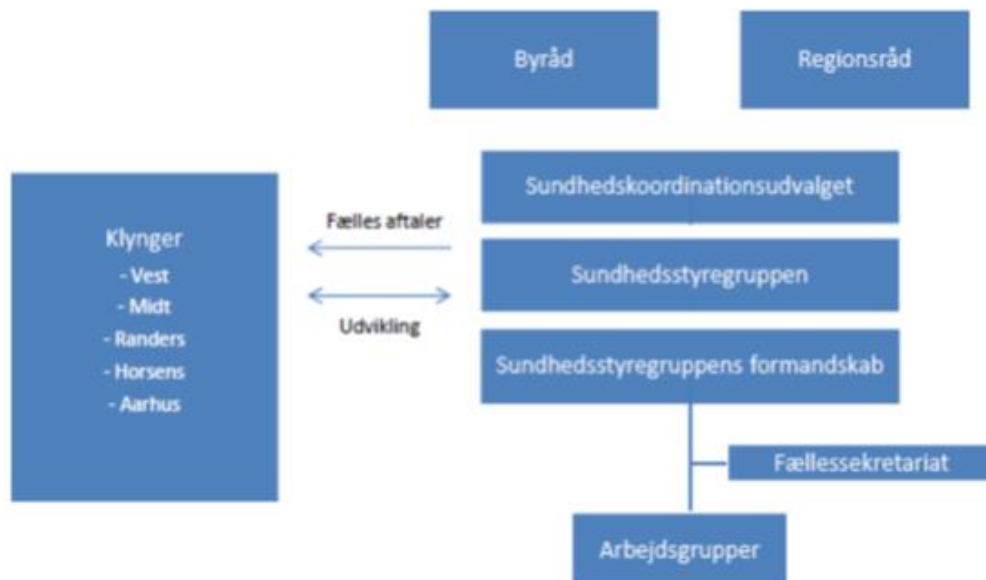 Byråd
Regionsråd
Sundhedskoordinationsudvalget
Klynger
- Vest
- Midt
- Randers
- Horsens
- Aarhus
Fælles aftaler
Udvikling
Sundhedsstyregruppen
Sundhedsstyregruppens formandskab
Fællessekretariat
Arbejdsgrupper